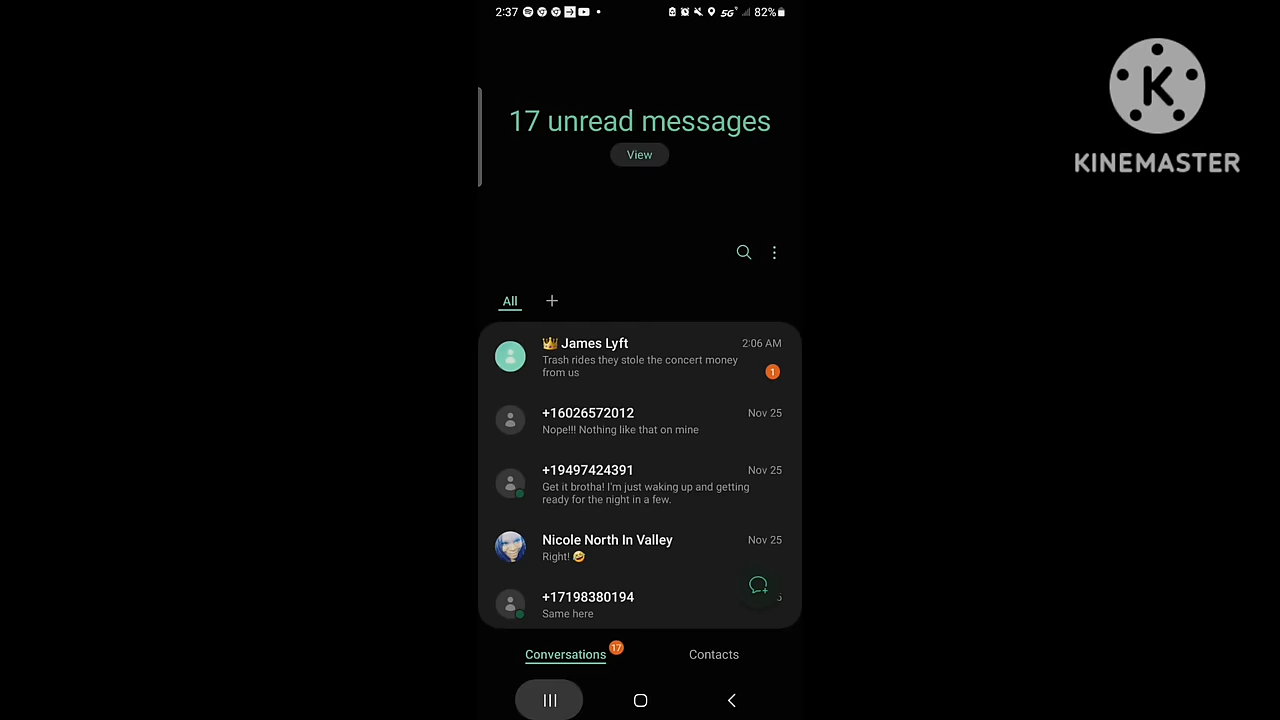 2:37
5G
82%
K
KINEMASTER
17 unread messages
View
All
👑 James Lyft
2:06 AM
Trash rides they stole the concert money
from us
1
+16026572012
Nov 25
Nope!!! Nothing like that on mine
+19497424391
Nov 25
Get it brotha! I'm just waking up and getting
ready for the night in a few.
Nicole North In Valley
Nov 25
Right! 🤣
+17198380194
5
Same here
Conversations
17
Contacts